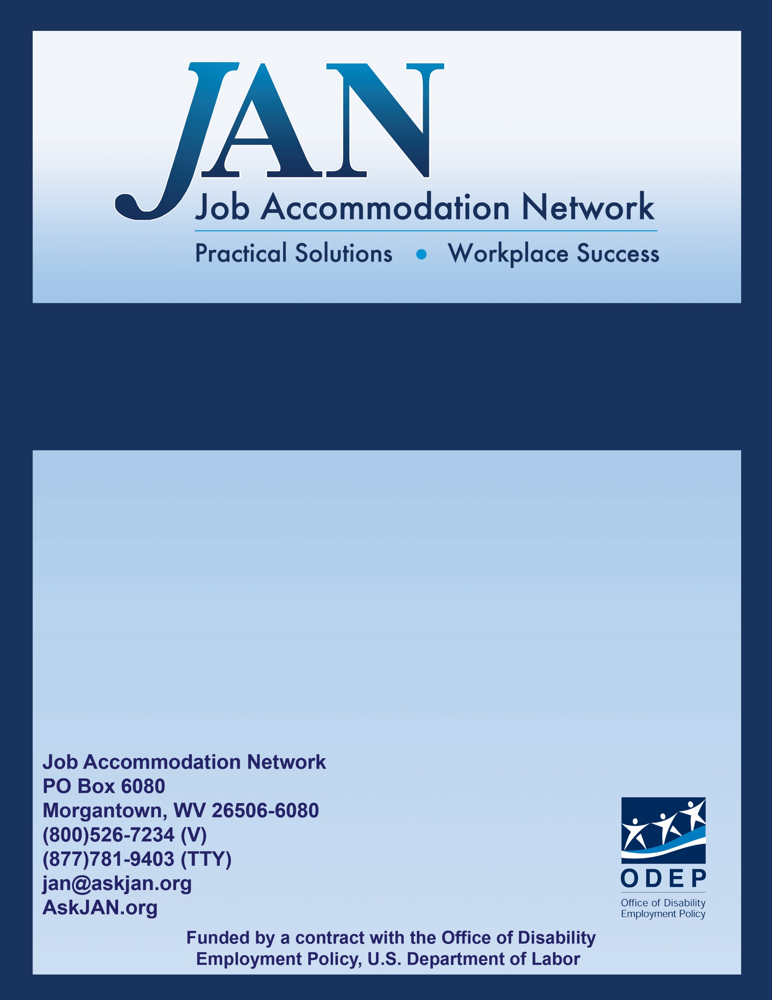 JAN
Job Accommodation Network
Practical Solutions • Workplace Success
Job Accommodation Network
PO Box 6080
Morgantown, WV 26506-6080
(800)526-7234 (V)
(877)781-9403 (TTY)
jan@askjan.org
AskJAN.org
ODEP
Office of Disability
Employment Policy
Funded by a contract with the Office of Disability
Employment Policy, U.S. Department of Labor